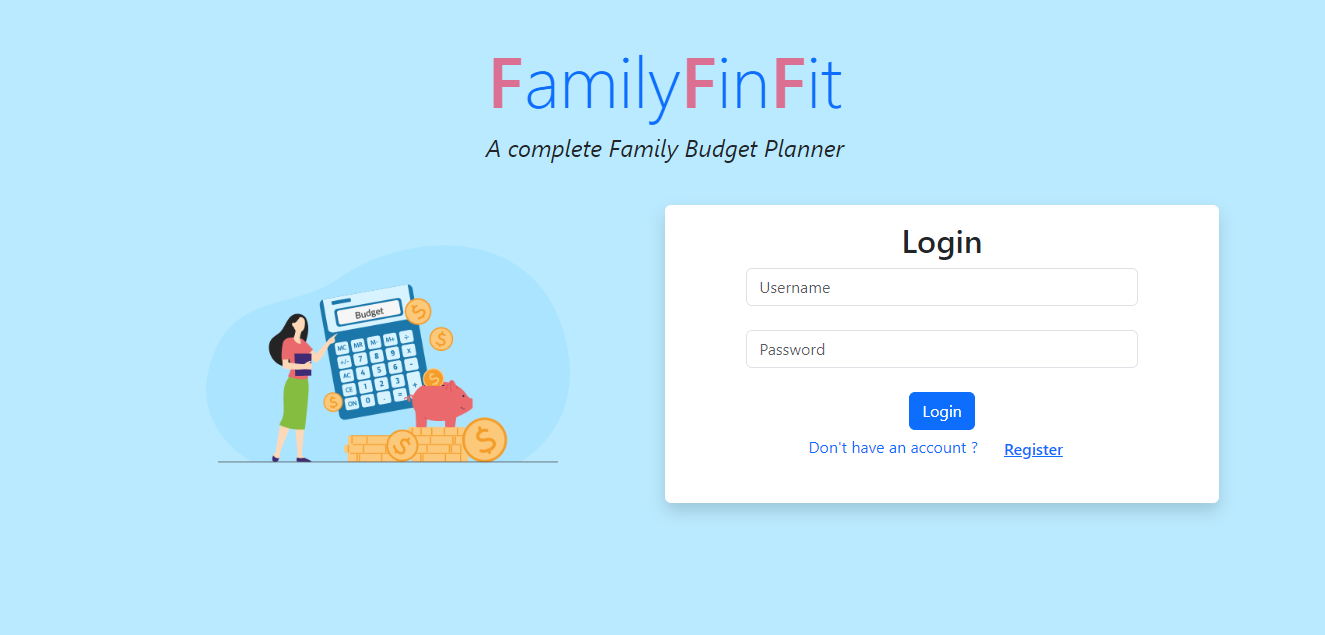 FamilyFinFit
A complete Family Budget Planner
Login
Username
Password
Login
Don't have an account ? Register
Budget
MC MR M- M+ ÷
+/- 7 8 9 x
AC 4 5 6 -
CE 1 2 3 +
ON 0 . =
$
$
$
$
$
$